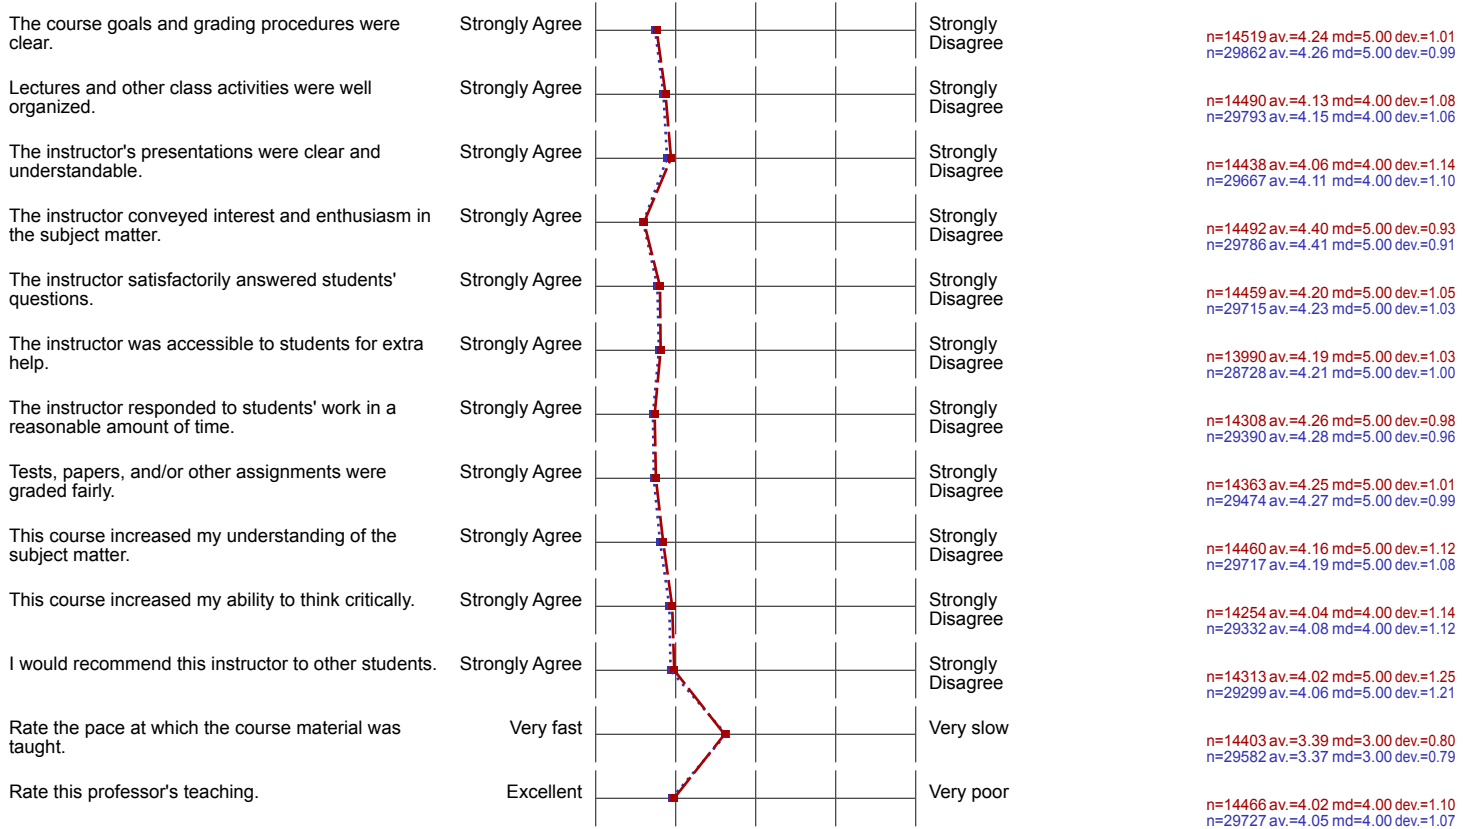 The course goals and grading procedures were
clear.
Strongly Agree
Strongly
Disagree
n=14519 av.=4.24 md=5.00 dev.=1.01
n=29862 av.=4.26 md=5.00 dev.=0.99
Lectures and other class activities were well
organized.
Strongly Agree
Strongly
Disagree
n=14490 av.=4.13 md=4.00 dev.=1.08
n=29793 av.=4.15 md=4.00 dev.=1.06
The instructor's presentations were clear and
understandable.
Strongly Agree
Strongly
Disagree
n=14438 av.=4.06 md=4.00 dev.=1.14
n=29667 av.=4.11 md=4.00 dev.=1.10
The instructor conveyed interest and enthusiasm in
the subject matter.
Strongly Agree
Strongly
Disagree
n=14492 av.=4.40 md=5.00 dev.=0.93
n=29786 av.=4.41 md=5.00 dev.=0.91
The instructor satisfactorily answered students'
questions.
Strongly Agree
Strongly
Disagree
n=14459 av.=4.20 md=5.00 dev.=1.05
n=29715 av.=4.23 md=5.00 dev.=1.03
The instructor was accessible to students for extra
help.
Strongly Agree
Strongly
Disagree
n=13990 av.=4.19 md=5.00 dev.=1.03
n=28728 av.=4.21 md=5.00 dev.=1.00
The instructor responded to students' work in a
reasonable amount of time.
Strongly Agree
Strongly
Disagree
n=14308 av.=4.26 md=5.00 dev.=0.98
n=29390 av.=4.28 md=5.00 dev.=0.96
Tests, papers, and/or other assignments were
graded fairly.
Strongly Agree
Strongly
Disagree
n=14363 av.=4.25 md=5.00 dev.=1.01
n=29474 av.=4.27 md=5.00 dev.=0.99
This course increased my understanding of the
subject matter.
Strongly Agree
Strongly
Disagree
n=14460 av.=4.16 md=5.00 dev.=1.12
n=29717 av.=4.19 md=5.00 dev.=1.08
This course increased my ability to think critically.
Strongly Agree
Strongly
Disagree
n=14254 av.=4.04 md=4.00 dev.=1.14
n=29332 av.=4.08 md=4.00 dev.=1.12
I would recommend this instructor to other students.
Strongly Agree
Strongly
Disagree
n=14313 av.=4.02 md=5.00 dev.=1.25
n=29299 av.=4.06 md=5.00 dev.=1.21
Rate the pace at which the course material was
taught.
Very fast
Very slow
n=14403 av.=3.39 md=3.00 dev.=0.80
n=29582 av.=3.37 md=3.00 dev.=0.79
Rate this professor's teaching.
Excellent
Very poor
n=14466 av.=4.02 md=4.00 dev.=1.10
n=29727 av.=4.05 md=4.00 dev.=1.07